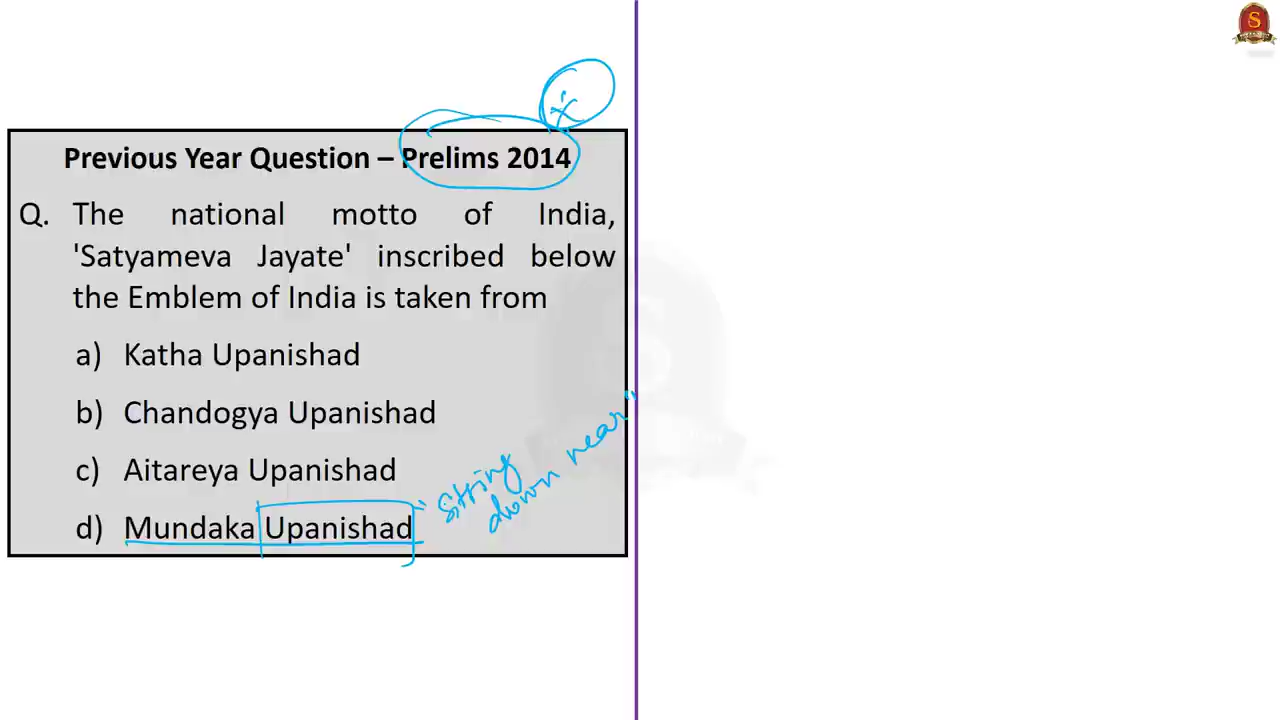 Previous Year Question – Prelims 2014
Q. The national motto of India,
'Satyameva Jayate' inscribed below
the Emblem of India is taken from
a) Katha Upanishad
b) Chandogya Upanishad
c) Aitareya Upanishad
d) Mundaka Upanishad
"sitting
down near"
S